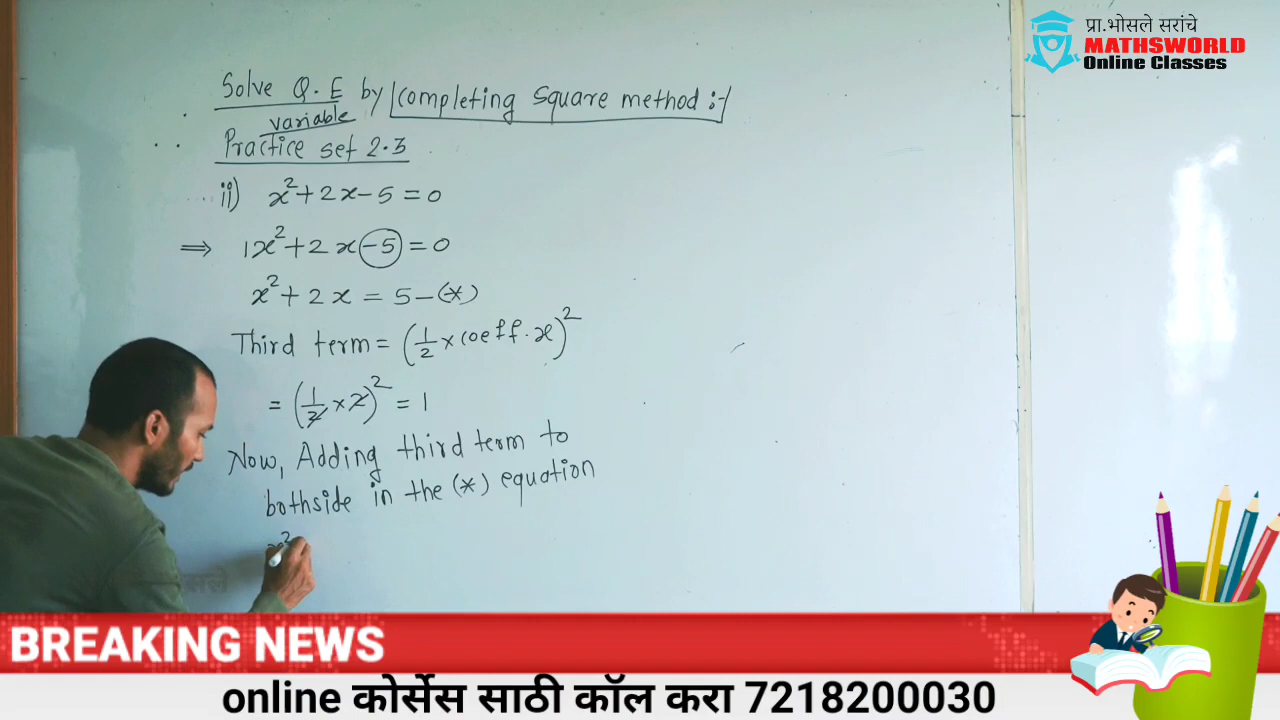 प्रा.भोसले सरांचे
MATHSWORLD
Online Classes
Solve Q.E by completing square method :-
variable
Practice set 2.3
ii) x²+2x-5=0
⇒ 1x²+2x-5=0
x²+2x=5-(*)
Third term=(1/2×coeff.x)²
=(1/2×2)²=1
Now, Adding third term to
bothside in the (*) equation
x²
BREAKING NEWS
online कोर्सेस साठी कॉल करा 7218200030